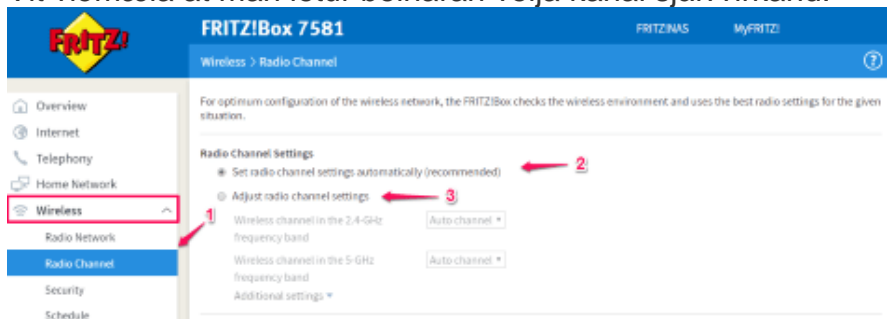 FRITZ!
FRITZ!Box 7581
FRITZ!NAS
MyFRITZ!
Wireless > Radio Channel
?
Overview
Internet
Telephony
Home Network
Wireless
Radio Network
Radio Channel
Security
Schedule
For optimum configuration of the wireless network, the FRITZ!Box checks the wireless environment and uses the best radio settings for the given
situation.
Radio Channel Settings
Set radio channel settings automatically (recommended)
2
Adjust radio channel settings
3
1
Wireless channel in the 2.4-GHz
frequency band
Auto channel
Wireless channel in the 5-GHz
frequency band
Auto channel
Additional settings